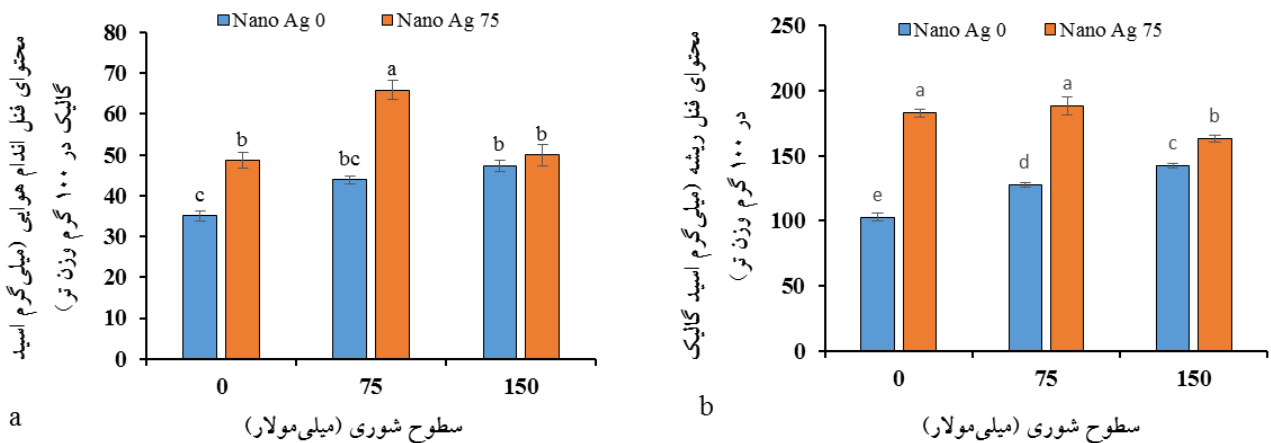 Nano Ag 0 Nano Ag 75
محتوای فنل اندام هوایی (میلی‌گرم اسید
گالیک در ۱۰۰ گرم وزن تر)
80
70
60
50
40
30
20
10
0
c
b
bc
a
b
b
0 75 150
سطوح شوری (میلی‌مولار)
a
Nano Ag 0 Nano Ag 75
محتوای فنل ریشه (میلی‌گرم اسید گالیک
در ۱۰۰ گرم وزن تر)
250
200
150
100
50
0
e
a
d
a
c
b
0 75 150
سطوح شوری (میلی‌مولار)
b